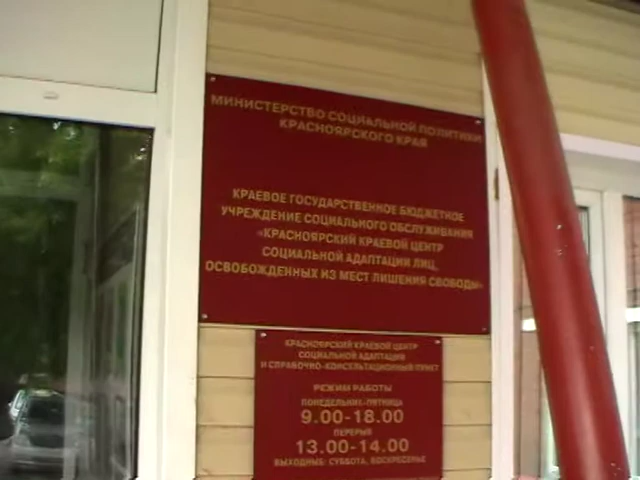 МИНИСТЕРСТВО СОЦИАЛЬНОЙ ПОЛИТИКИ
КРАСНОЯРСКОГО КРАЯ
КРАЕВОЕ ГОСУДАРСТВЕННОЕ БЮДЖЕТНОЕ
УЧРЕЖДЕНИЕ СОЦИАЛЬНОГО ОБСЛУЖИВАНИЯ
«КРАСНОЯРСКИЙ КРАЕВОЙ ЦЕНТР
СОЦИАЛЬНОЙ АДАПТАЦИИ ЛИЦ,
ОСВОБОЖДЕННЫХ ИЗ МЕСТ ЛИШЕНИЯ СВОБОДЫ»
КРАСНОЯРСКИЙ КРАЕВОЙ ЦЕНТР
СОЦИАЛЬНОЙ АДАПТАЦИИ
И СПРАВОЧНО-КОНСУЛЬТАЦИОННЫЙ ПУНКТ
РЕЖИМ РАБОТЫ
ПОНЕДЕЛЬНИК-ПЯТНИЦА
9.00-18.00
ПЕРЕРЫВ
13.00-14.00
ВЫХОДНЫЕ: СУББОТА, ВОСКРЕСЕНЬЕ